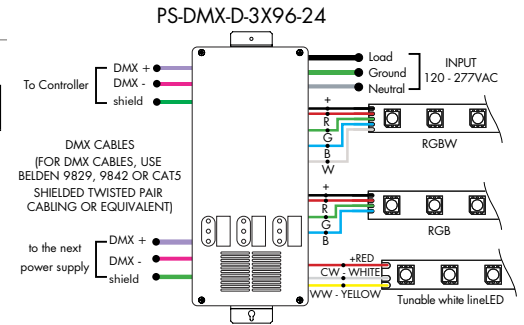 PS-DMX-D-3X96-24
DMX +
DMX -
shield
To Controller
Load
Ground
Neutral
INPUT
120 - 277VAC
+
R
G
B
W
RGBW
DMX CABLES
(FOR DMX CABLES, USE
BELDEN 9829, 9842 OR CAT5
SHIELDED TWISTED PAIR
CABLING OR EQUIVALENT)
+
R
G
B
RGB
to the next
power supply
DMX +
DMX -
shield
+RED
CW - WHITE
WW - YELLOW
Tunable white lineLED